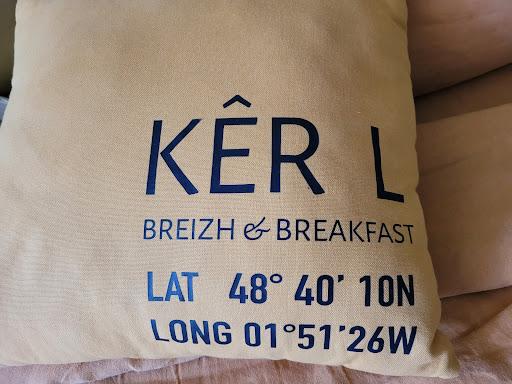 KÊR L
BREIZH & BREAKFAST
LAT 48° 40' 10N
LONG 01°51'26W